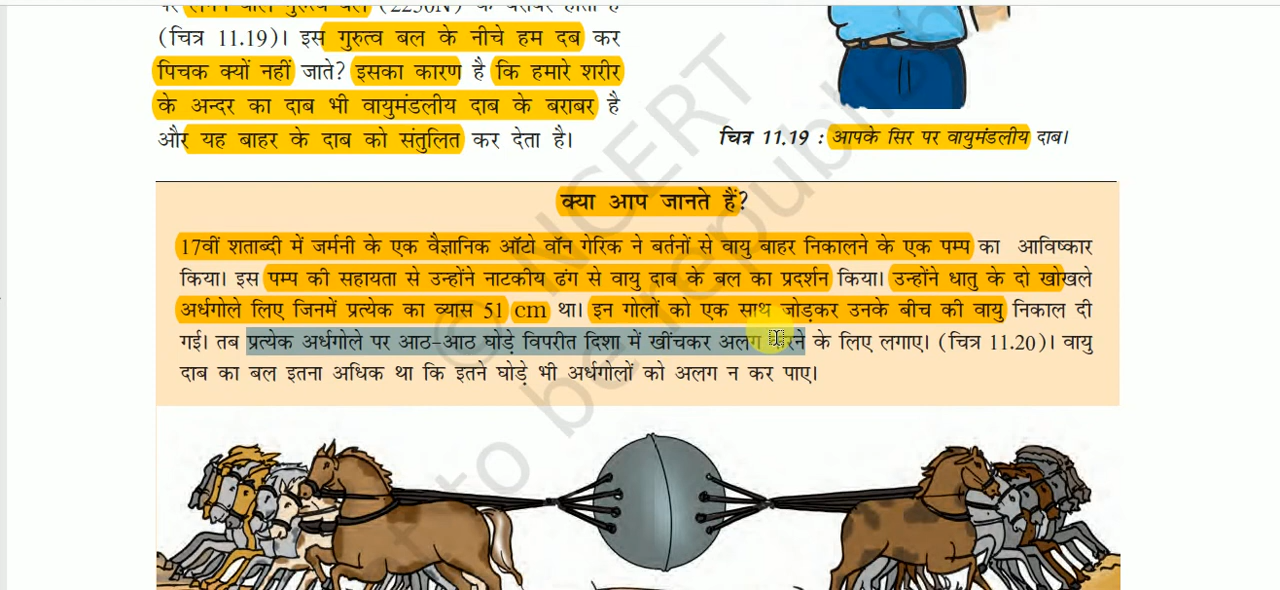 (चित्र 11.19)। इस गुरुत्व बल के नीचे हम दब कर
पिचक क्यों नहीं जाते? इसका कारण है कि हमारे शरीर
के अन्दर का दाब भी वायुमंडलीय दाब के बराबर है
और यह बाहर के दाब को संतुलित कर देता है।
चित्र 11.19 : आपके सिर पर वायुमंडलीय दाब।
क्या आप जानते हैं?
17वीं शताब्दी में जर्मनी के एक वैज्ञानिक ऑटो वॉन गेरिक ने बर्तनों से वायु बाहर निकालने के एक पम्प का आविष्कार
किया। इस पम्प की सहायता से उन्होंने नाटकीय ढंग से वायु दाब के बल का प्रदर्शन किया। उन्होंने धातु के दो खोखले
अर्धगोले लिए जिनमें प्रत्येक का व्यास 51 cm था। इन गोलों को एक साथ जोड़कर उनके बीच की वायु निकाल दी
गई। तब प्रत्येक अर्धगोले पर आठ-आठ घोड़े विपरीत दिशा में खींचकर अलग करने के लिए लगाए। (चित्र 11.20)। वायु
दाब का बल इतना अधिक था कि इतने घोड़े भी अर्धगोलों को अलग न कर पाए।
© NCERT
to be republish